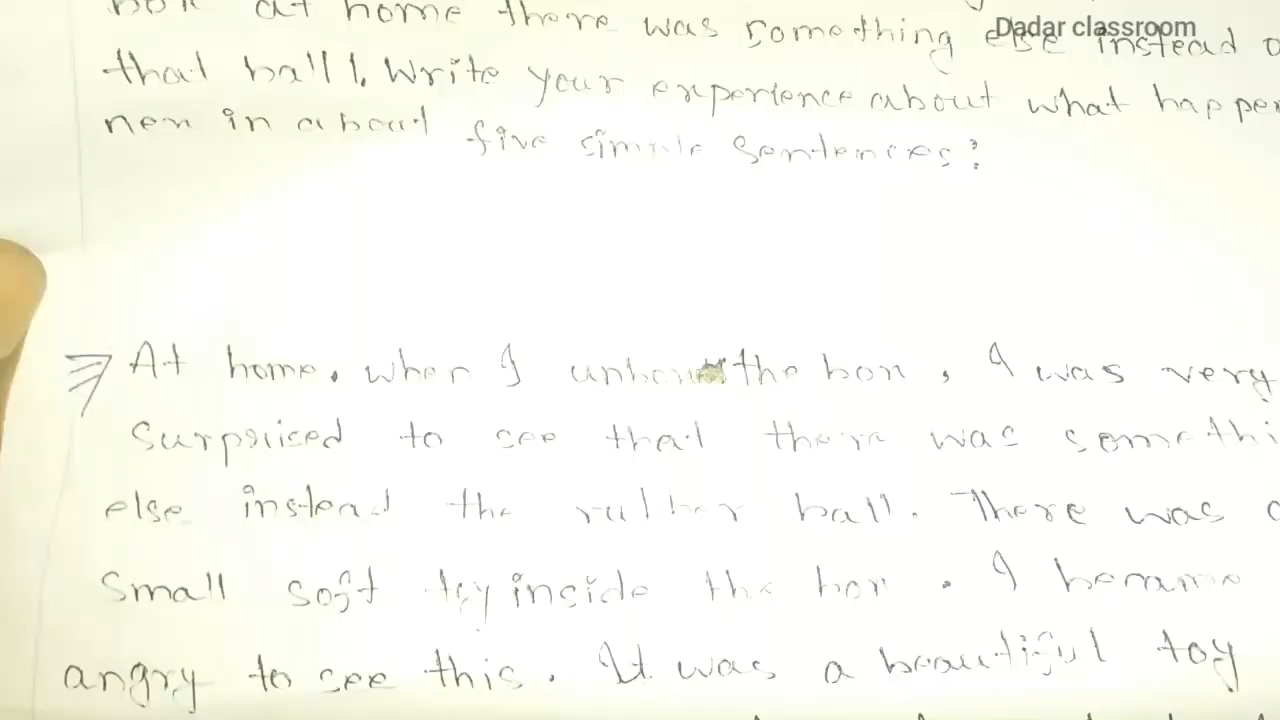 box at home there was something else instead o
Dadar classroom
that ball. Write your experience about what happe
nex in about five simple sentences?
At home, when I unbox the box, I was very
Surpriced to see that there was somethi
else instead the rubber ball. There was a
Small soft toy inside the box. I became
angry to see this. It was a beautiful toy